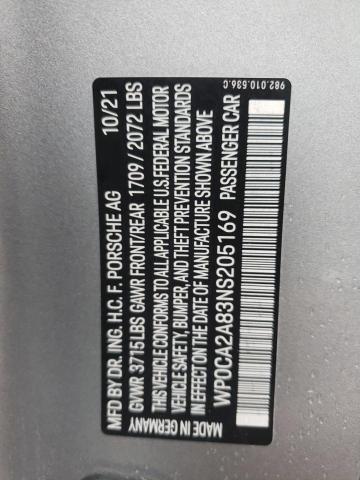 982.010.536.C
MFD BY DR. ING. H.C. F. PORSCHE AG 10/21
GVWR 3715LBS GAWR FRONT/REAR 1709 / 2072 LBS
THIS VEHICLE CONFORMS TO ALL APPLICABLE U.S.FEDERAL MOTOR
VEHICLE SAFETY, BUMPER, AND THEFT PREVENTION STANDARDS
IN EFFECT ON THE DATE OF MANUFACTURE SHOWN ABOVE
WP0CA2A83NS205169 PASSENGER CAR
MADE IN GERMANY